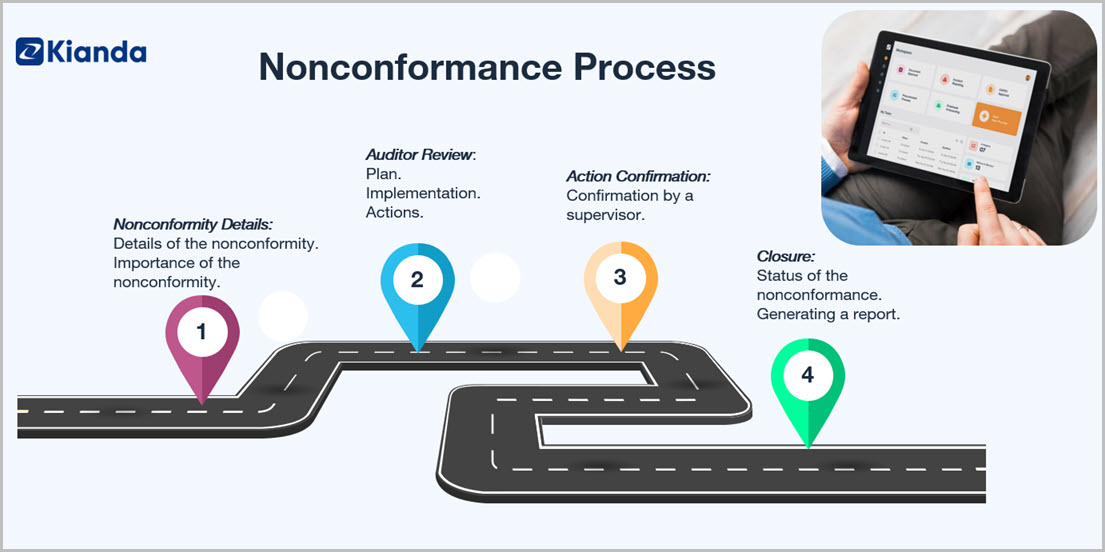 Kianda
Nonconformance Process
Auditor Review:
Plan.
Implementation.
Actions.
Action Confirmation:
Confirmation by a
supervisor.
Nonconformity Details:
Details of the nonconformity.
Importance of the
nonconformity.
Closure:
Status of the
nonconformance.
Generating a report.
1
2
3
4